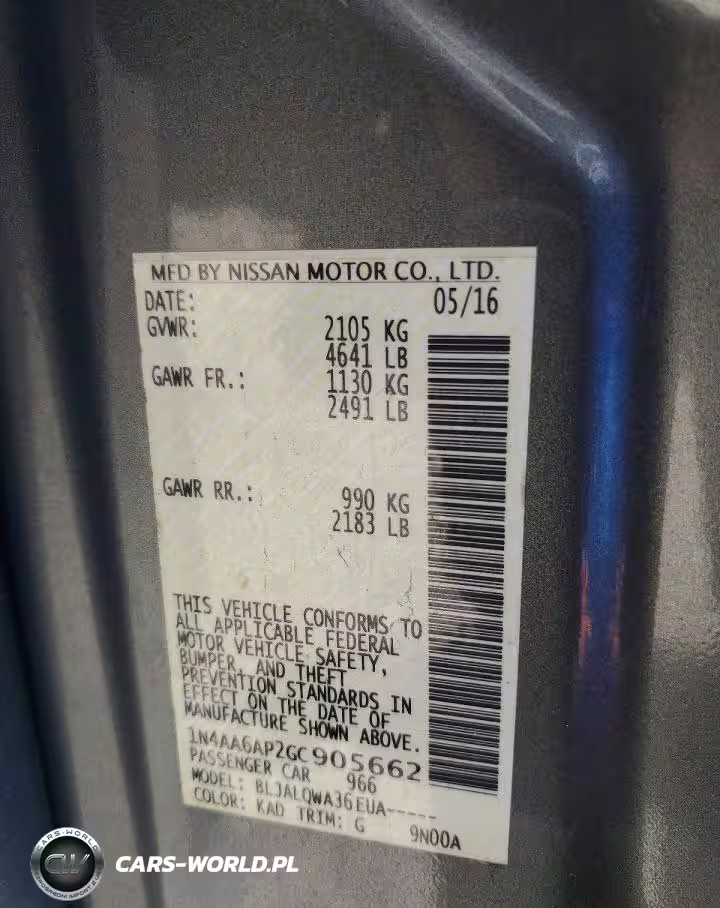 MFD BY NISSAN MOTOR CO., LTD.
DATE: 05/16
GVWR: 2105 KG
4641 LB
GAWR FR.: 1130 KG
2491 LB
GAWR RR.: 990 KG
2183 LB
THIS VEHICLE CONFORMS TO
ALL APPLICABLE FEDERAL
MOTOR VEHICLE SAFETY,
BUMPER, AND THEFT
PREVENTION STANDARDS IN
EFFECT ON THE DATE OF
MANUFACTURE SHOWN ABOVE.
1N4AA6AP2GC905662
PASSENGER CAR 966
MODEL: BLJALQWA36EUA-----
COLOR: KAD TRIM: G 9N00A
CARS-WORLD
CW
CARS-WORLD.PL